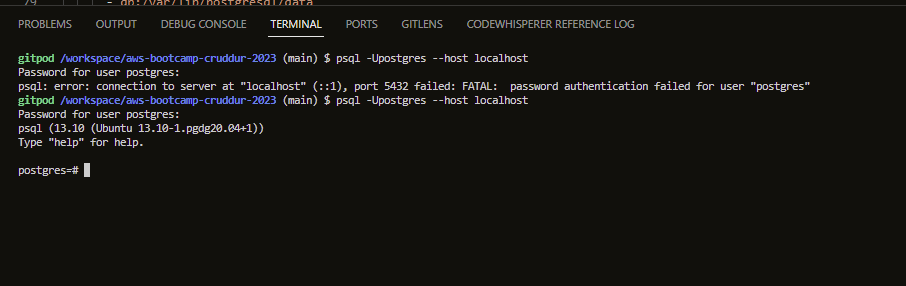 - db:/var/lib/postgresql/data
PROBLEMS OUTPUT DEBUG CONSOLE TERMINAL PORTS GITLENS CODEWHISPERER REFERENCE LOG
gitpod /workspace/aws-bootcamp-cruddur-2023 (main) $ psql -Upostgres --host localhost
Password for user postgres:
psql: error: connection to server at "localhost" (::1), port 5432 failed: FATAL:  password authentication failed for user "postgres"
gitpod /workspace/aws-bootcamp-cruddur-2023 (main) $ psql -Upostgres --host localhost
Password for user postgres:
psql (13.10 (Ubuntu 13.10-1.pgdg20.04+1))
Type "help" for help.
postgres=#